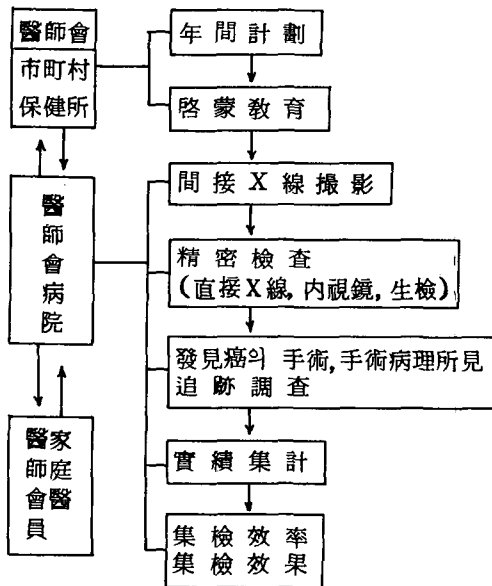 醫師會
市町村
保健所
年間計劃
啓蒙敎育
間接X線撮影
醫師會病院
精密檢査
(直接X線, 內視鏡, 生檢)
發見癌의 手術, 手術病理所見
追跡調査
家庭醫
醫師會員
實績集計
集檢效率
集檢效果